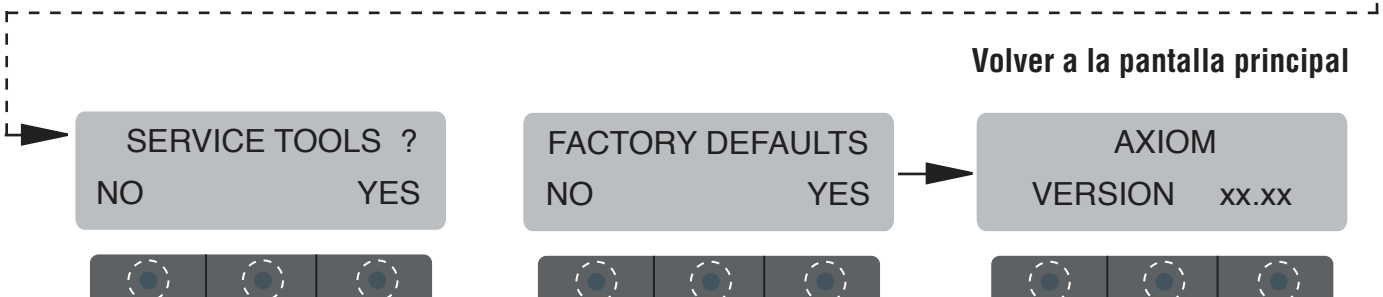 Volver a la pantalla principal
SERVICE TOOLS ?
NO YES
FACTORY DEFAULTS
NO YES
AXIOM
VERSION xx.xx